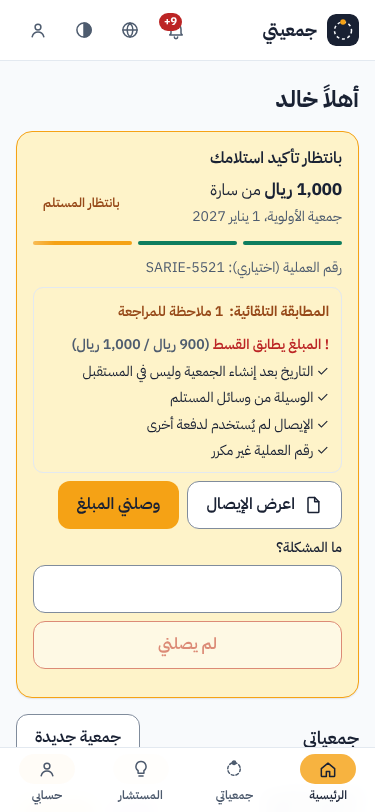 جمعيتي
9+
أهلاً خالد
بانتظار تأكيد استلامك
1,000 ريال من سارة
بانتظار المستلم
جمعية الأولوية، 1 يناير 2027
رقم العملية (اختياري): SARIE-5521
المطابقة التلقائية: 1 ملاحظة للمراجعة
! المبلغ يطابق القسط (900 ريال / 1,000 ريال)
✓ التاريخ بعد إنشاء الجمعية وليس في المستقبل
✓ الوسيلة من وسائل المستلم
✓ الإيصال لم يُستخدم لدفعة أخرى
✓ رقم العملية غير مكرر
اعرض الإيصال
وصلني المبلغ
ما المشكلة؟
لم يصلني
جمعياتي
جمعية جديدة
الرئيسية
جمعياتي
المستشار
حسابي